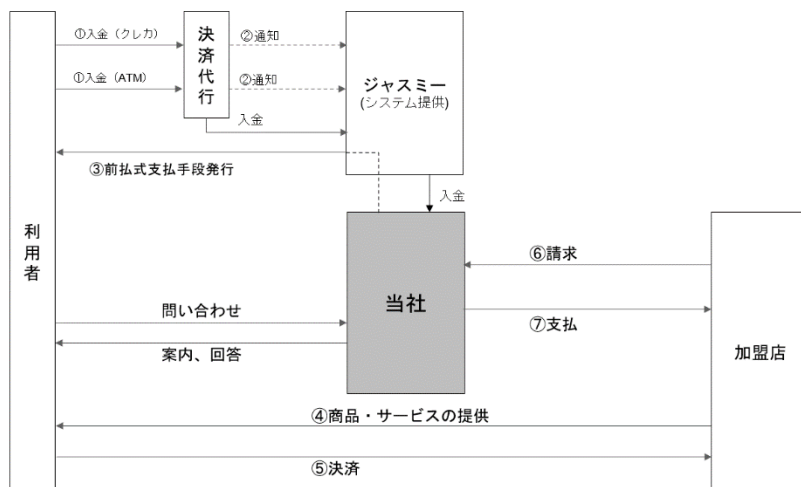 ①入金（クレカ）
決済代行
②通知
①入金（ATM）
②通知
ジャスミー
(システム提供)
入金
③前払式支払手段発行
入金
利用者
⑥請求
当社
問い合わせ
⑦支払
案内、回答
加盟店
④商品・サービスの提供
⑤決済